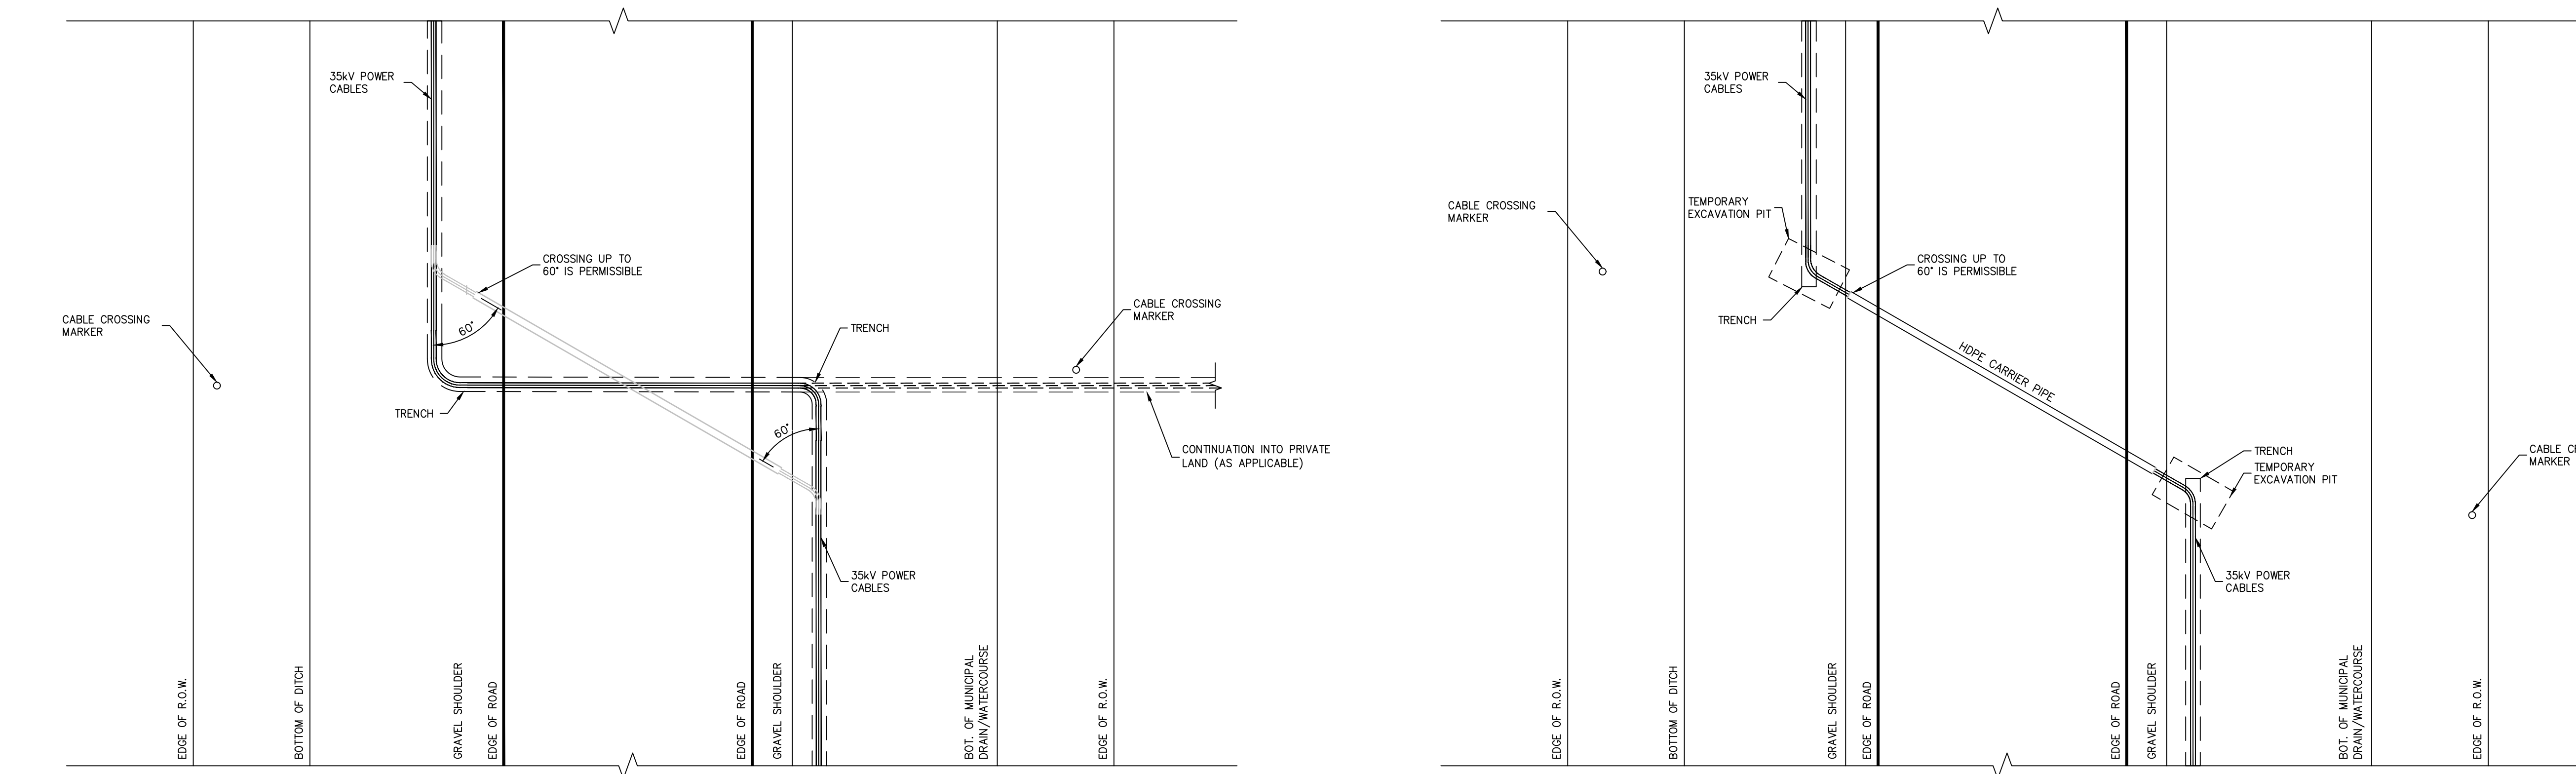 35kV POWER
CABLES
CROSSING UP TO
60° IS PERMISSIBLE
CABLE CROSSING
MARKER
60°
TRENCH
CABLE CROSSING
MARKER
TRENCH
60°
CONTINUATION INTO PRIVATE
LAND (AS APPLICABLE)
35kV POWER
CABLES
EDGE OF R.O.W.
BOTTOM OF DITCH
GRAVEL SHOULDER
EDGE OF ROAD
EDGE OF ROAD
GRAVEL SHOULDER
BOT. OF MUNICIPAL
DRAIN/WATERCOURSE
EDGE OF R.O.W.
35kV POWER
CABLES
CABLE CROSSING
MARKER
TEMPORARY
EXCAVATION PIT
CROSSING UP TO
60° IS PERMISSIBLE
TRENCH
HDPE CARRIER PIPE
TRENCH
TEMPORARY
EXCAVATION PIT
CABLE
MARKER
35kV POWER
CABLES
EDGE OF R.O.W.
BOTTOM OF DITCH
GRAVEL SHOULDER
EDGE OF ROAD
EDGE OF ROAD
GRAVEL SHOULDER
BOT. OF MUNICIPAL
DRAIN/WATERCOURSE
EDGE OF R.O.W.